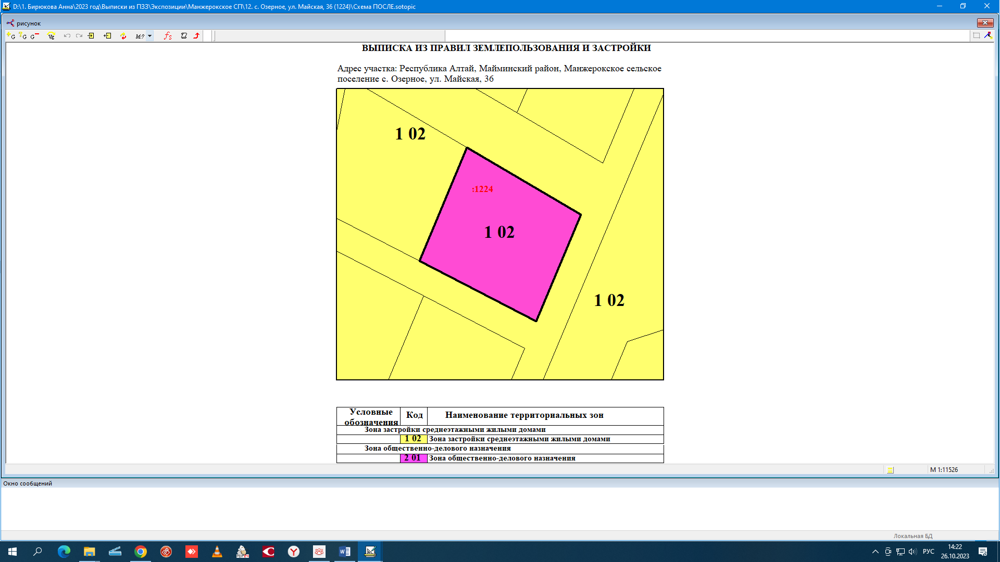 D:\1. Бирюкова Анна\2023 год\Выписки из ПЗЗ\Экспозиции\Манжерокское СП\12. с. Озерное, ул. Майская, 36 (1224)\Схема ПОСЛЕ.sotopic
рисунок
М:?
ВЫПИСКА ИЗ ПРАВИЛ ЗЕМЛЕПОЛЬЗОВАНИЯ И ЗАСТРОЙКИ
Адрес участка: Республика Алтай, Майминский район, Манжерокское сельское
поселение с. Озерное, ул. Майская, 36
1 02
:1224
1 02
1 02
Условные обозначения Код Наименование территориальных зон
Зона застройки среднеэтажными жилыми домами
1 02 Зона застройки среднеэтажными жилыми домами
Зона общественно-делового назначения
2 01 Зона общественно-делового назначения
М 1:11526
Окно сообщений
Локальная БД
РУС
14:22
26.10.2023